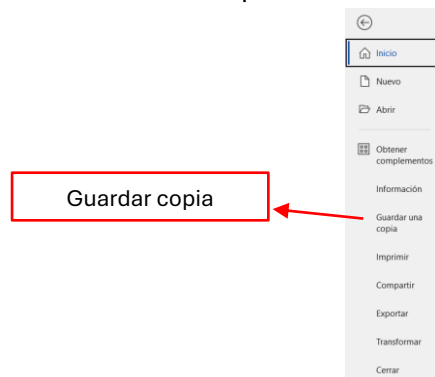 Inicio
Nuevo
Abrir
Obtener
complementos
Información
Guardar copia
Guardar una
copia
Imprimir
Compartir
Exportar
Transformar
Cerrar